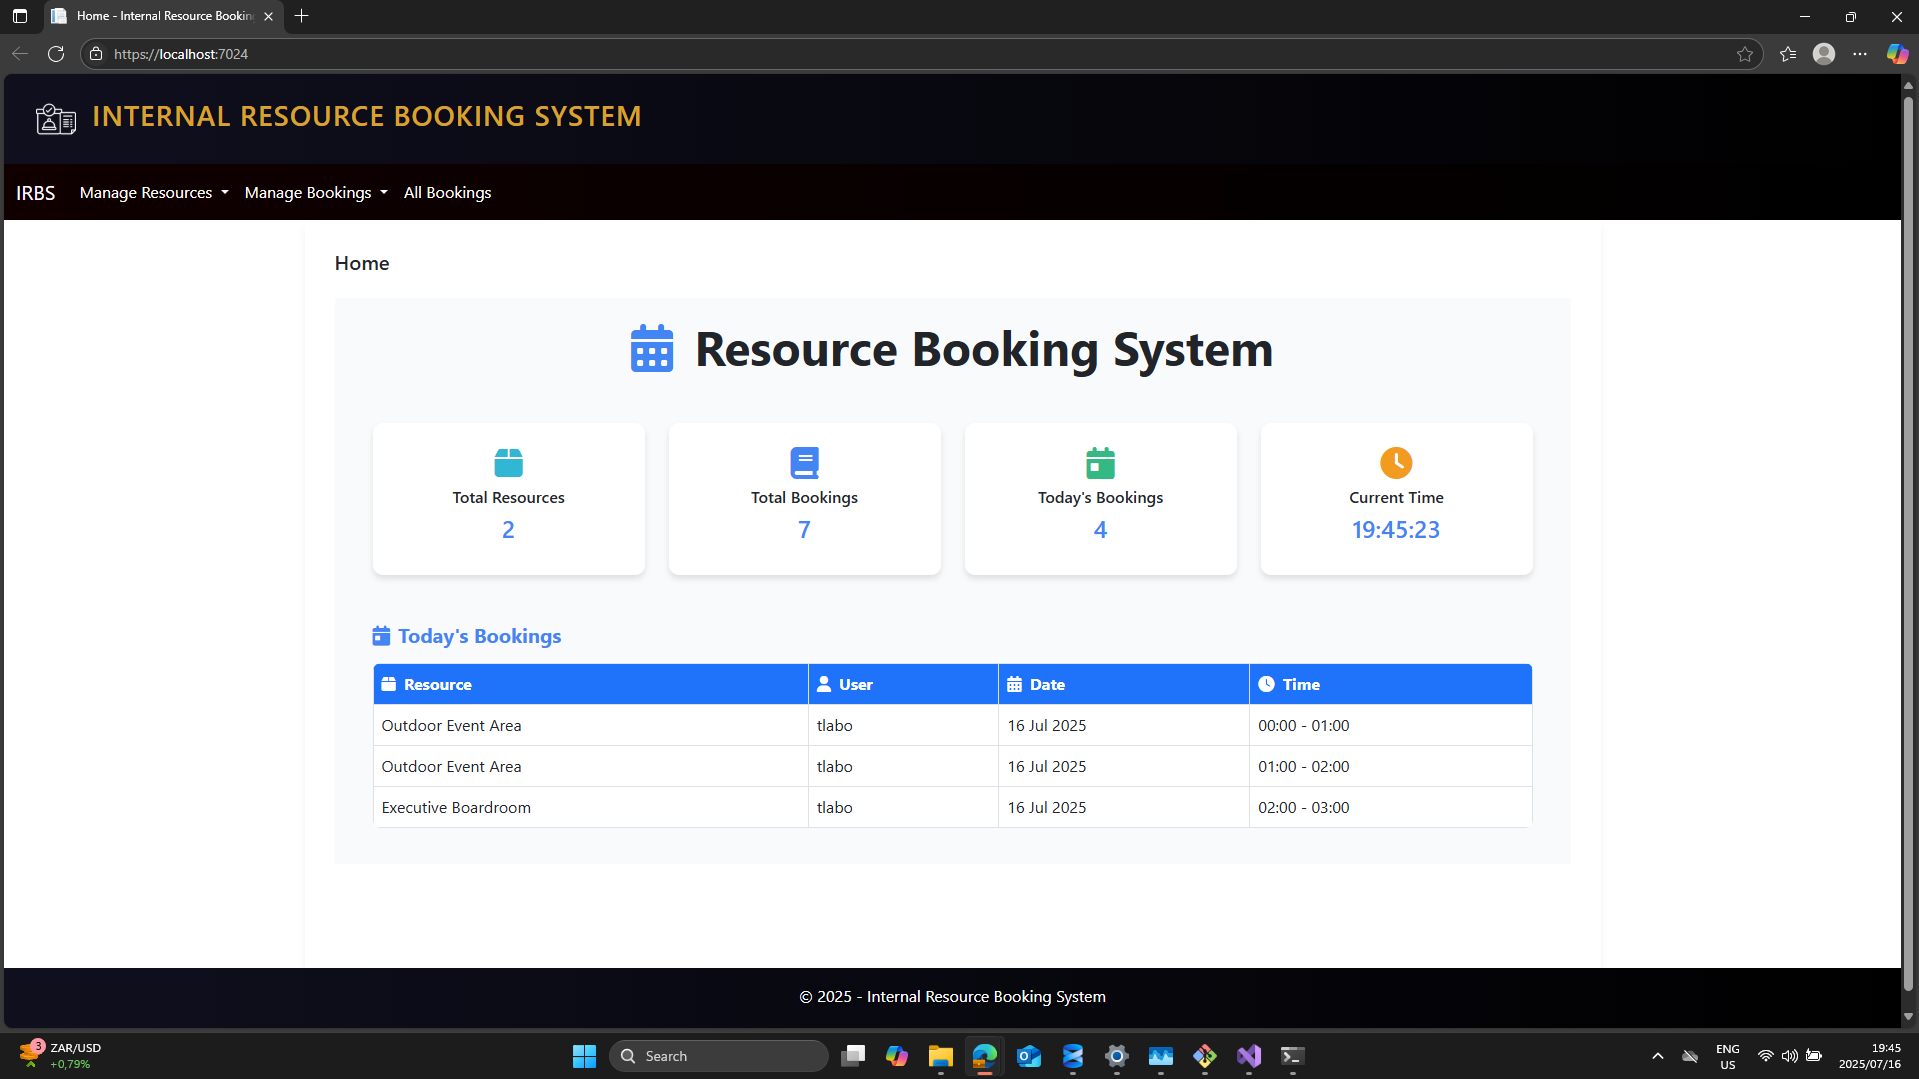 Home - Internal Resource Bookin
https://localhost:7024
INTERNAL RESOURCE BOOKING SYSTEM
IRBS Manage Resources Manage Bookings All Bookings
Home
Resource Booking System
Total Resources
2
Total Bookings
7
Today's Bookings
4
Current Time
19:45:23
Today's Bookings
Resource User Date Time
Outdoor Event Area tlabo 16 Jul 2025 00:00 - 01:00
Outdoor Event Area tlabo 16 Jul 2025 01:00 - 02:00
Executive Boardroom tlabo 16 Jul 2025 02:00 - 03:00
© 2025 - Internal Resource Booking System
3
ZAR/USD
+0,79%
Search
ENG
US
19:45
2025/07/16